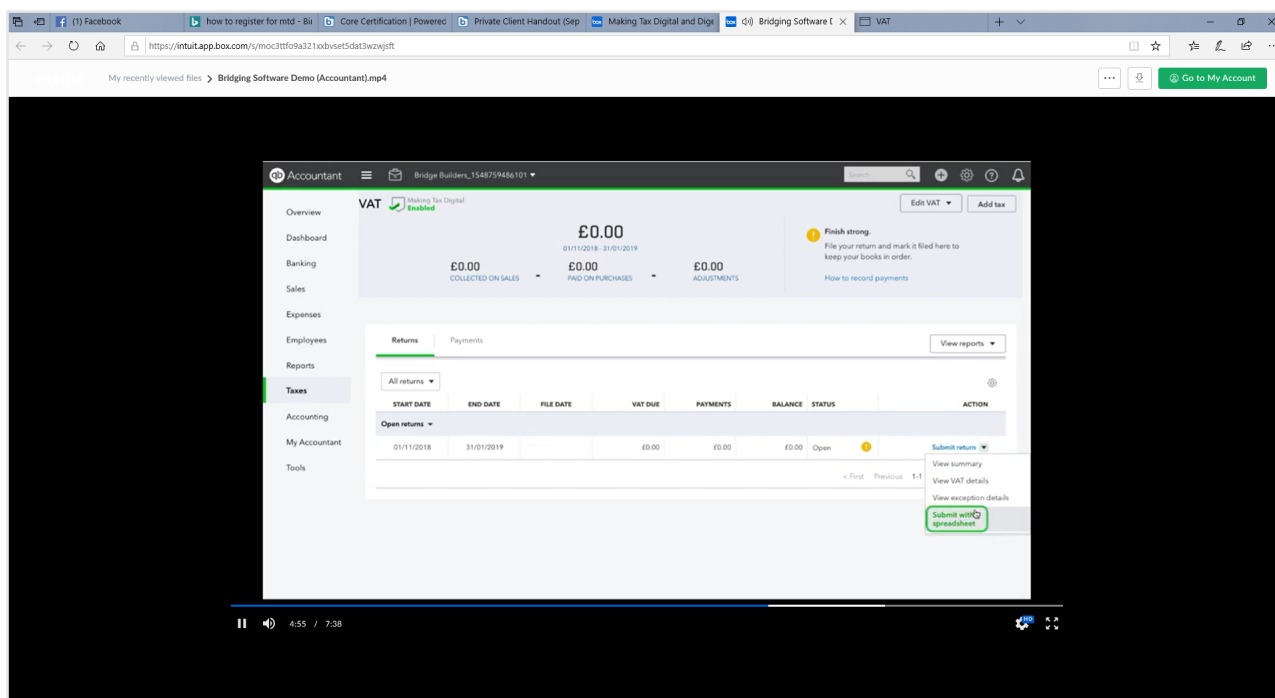 (1) Facebook
how to register for mtd - Bi
Core Certification | Powered
Private Client Handout (Sep
Making Tax Digital and Dige
Bridging Software D
VAT
https://intuit.app.box.com/s/moc3ttfo9a321xxbvset5dat3wzwjsft
My recently viewed files > Bridging Software Demo (Accountant).mp4
Go to My Account
qb Accountant
Bridge Builders_1548759486101
Search
VAT
Making Tax Digital
Enabled
Edit VAT
Add tax
Overview
Dashboard
Banking
Sales
Expenses
Employees
Reports
Taxes
Accounting
My Accountant
Tools
£0.00
01/11/2018 - 31/01/2019
£0.00 - £0.00 - £0.00
COLLECTED ON SALES PAID ON PURCHASES ADJUSTMENTS
Finish strong.
File your return and mark it filed here to
keep your books in order.
How to record payments
Returns Payments
View reports
All returns
START DATE END DATE FILE DATE VAT DUE PAYMENTS BALANCE STATUS ACTION
Open returns
01/11/2018 31/01/2019 £0.00 £0.00 £0.00 Open Submit return
< First Previous 1-1
View summary
View VAT details
View exception details
Submit with
spreadsheet
4:55 / 7:38
HD